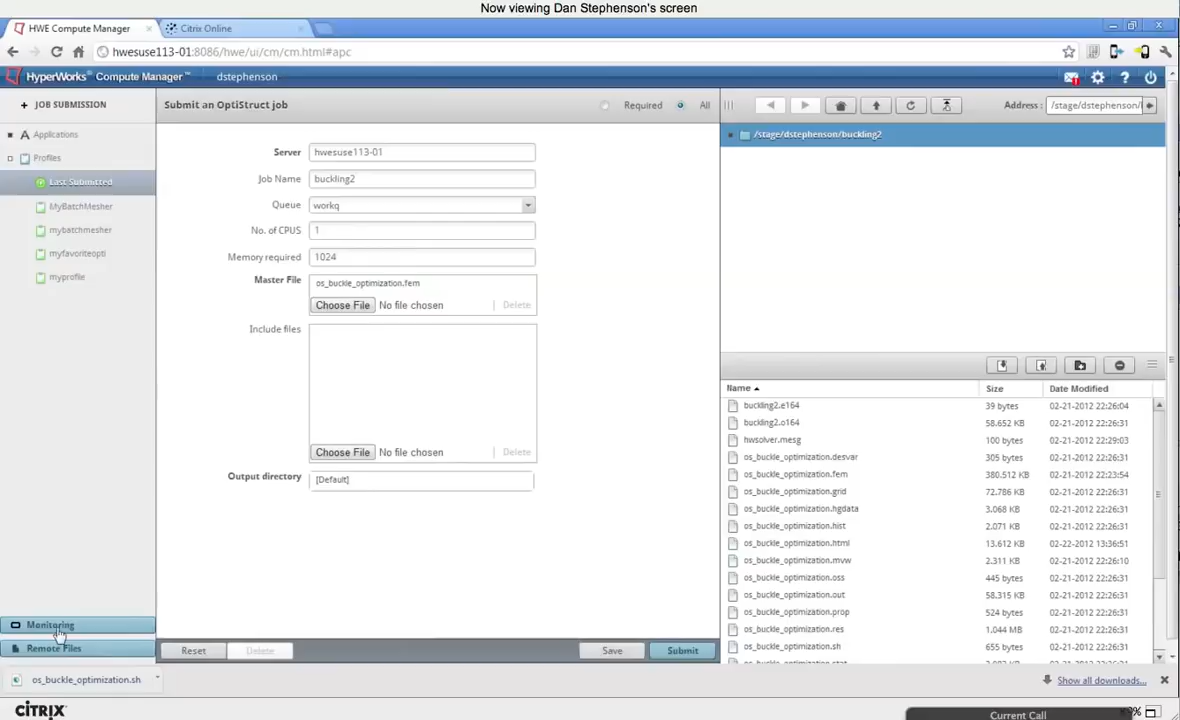 Now viewing Dan Stephenson's screen
HWE Compute Manager
Citrix Online
hwesuse113-01:8086/hwe/ui/cm/cm.html#apc
HyperWorks® Compute Manager™
dstephenson
+ JOB SUBMISSION
Submit an OptiStruct job
Required
All
Address :
/stage/dstephenson/
Applications
Profiles
Last Submitted
MyBatchMesher
mybatchmesher
myfavoriteopti
myprofile
Server
hwesuse113-01
Job Name
buckling2
Queue
workq
No. of CPUS
1
Memory required
1024
Master File
os_buckle_optimization.fem
Choose File
No file chosen
Delete
Include files
Choose File
No file chosen
Delete
Output directory
[Default]
/stage/dstephenson/buckling2
Name
Size
Date Modified
buckling2.e164 39 bytes 02-21-2012 22:26:04
buckling2.o164 58.652 KB 02-21-2012 22:26:31
hwsolver.mesg 100 bytes 02-21-2012 22:29:03
os_buckle_optimization.desvar 305 bytes 02-21-2012 22:26:31
os_buckle_optimization.fem 380.512 KB 02-21-2012 22:23:54
os_buckle_optimization.grid 72.786 KB 02-21-2012 22:26:31
os_buckle_optimization.hgdata 3.068 KB 02-21-2012 22:26:31
os_buckle_optimization.hist 2.071 KB 02-21-2012 22:26:31
os_buckle_optimization.html 13.612 KB 02-22-2012 13:36:51
os_buckle_optimization.mvw 2.311 KB 02-21-2012 22:26:10
os_buckle_optimization.oss 445 bytes 02-21-2012 22:26:31
os_buckle_optimization.out 58.315 KB 02-21-2012 22:26:31
os_buckle_optimization.prop 524 bytes 02-21-2012 22:26:31
os_buckle_optimization.res 1.044 MB 02-21-2012 22:26:31
os_buckle_optimization.sh 655 bytes 02-21-2012 22:26:31
Monitoring
Remote Files
Reset
Delete
Save
Submit
os_buckle_optimization.sh
Show all downloads...
CITRIX
Current Call